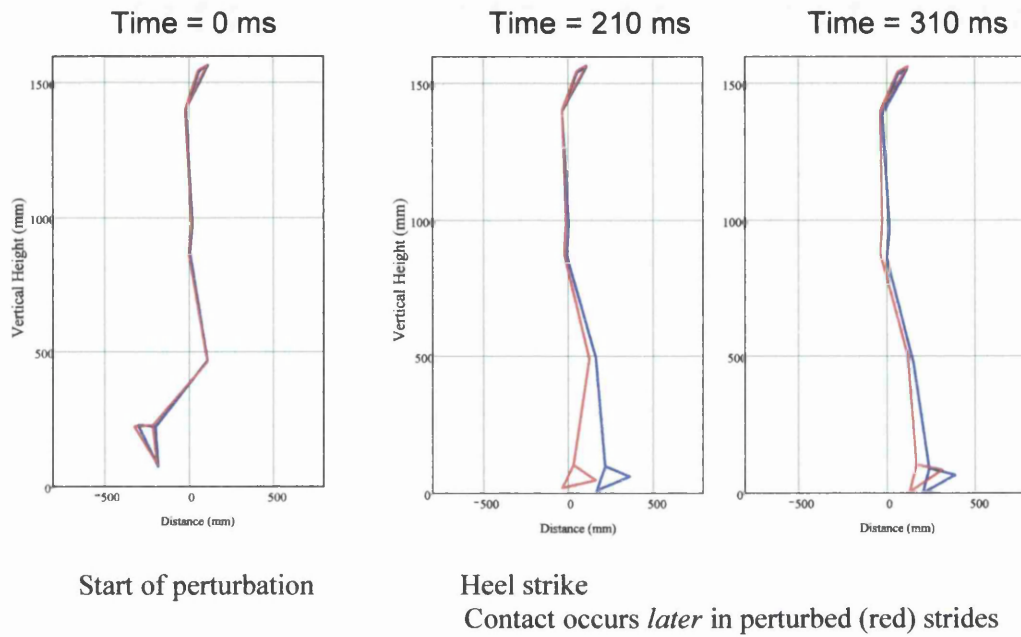 Time = 0 ms
Time = 210 ms
Time = 310 ms
Vertical Height (mm)
1500
1000
500
0
-500
0
500
Distance (mm)
Vertical Height (mm)
1500
1000
500
0
-500
0
500
Distance (mm)
1500
1000
500
0
-500
0
500
Distance (mm)
Start of perturbation
Heel strike
Contact occurs later in perturbed (red) strides